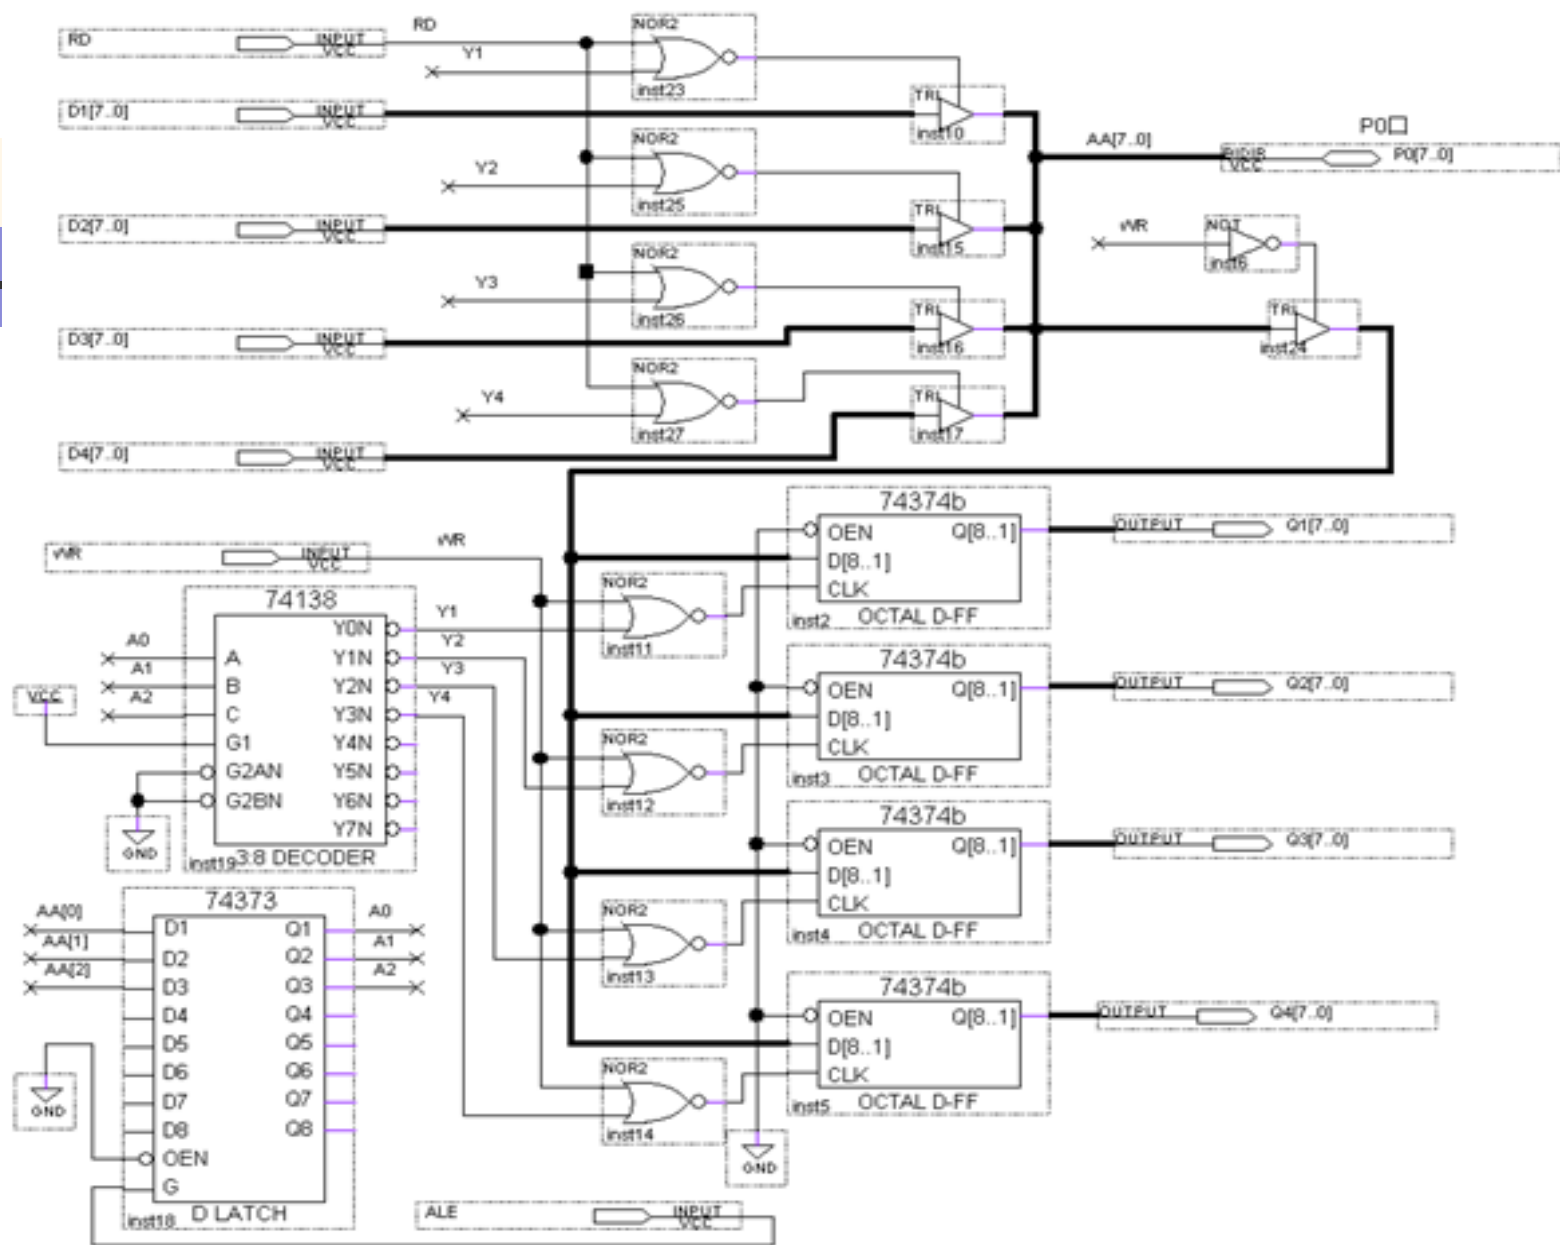 RD
NOR2
RD INPUT
VCC
Y1
inst23
D1[7..0] INPUT
VCC
TRI
inst10
P0口
AA[7..0]
BIDIR
VCC
P0[7..0]
NOR2
Y2
inst25
D2[7..0] INPUT
VCC
TRI
inst15
WR
NOT
inst6
NOR2
Y3
inst26
D3[7..0] INPUT
VCC
TRI
inst16
TRI
inst24
NOR2
Y4
inst27
D4[7..0] INPUT
VCC
TRI
inst17
74374b
OEN Q[8..1]
D[8..1]
CLK
inst2 OCTAL D-FF
OUTPUT Q1[7..0]
WR INPUT
VCC
WR
NOR2
inst11
74138
A0 A Y0N Y1
A1 B Y1N Y2
A2 C Y2N Y3
VCC
Y3N Y4
G1 Y4N
G2AN Y5N
G2BN Y6N
Y7N
GND
inst19 3:8 DECODER
74374b
OEN Q[8..1]
D[8..1]
CLK
inst3 OCTAL D-FF
OUTPUT Q2[7..0]
NOR2
inst12
74374b
OEN Q[8..1]
D[8..1]
CLK
inst4 OCTAL D-FF
OUTPUT Q3[7..0]
NOR2
inst13
74373
AA[0] D1 Q1 A0
AA[1] D2 Q2 A1
AA[2] D3 Q3 A2
D4 Q4
D5 Q5
D6 Q6
D7 Q7
D8 Q8
OEN
G
GND
inst18 D LATCH
74374b
OEN Q[8..1]
D[8..1]
CLK
inst5 OCTAL D-FF
OUTPUT Q4[7..0]
NOR2
inst14
GND
ALE INPUT
VCC